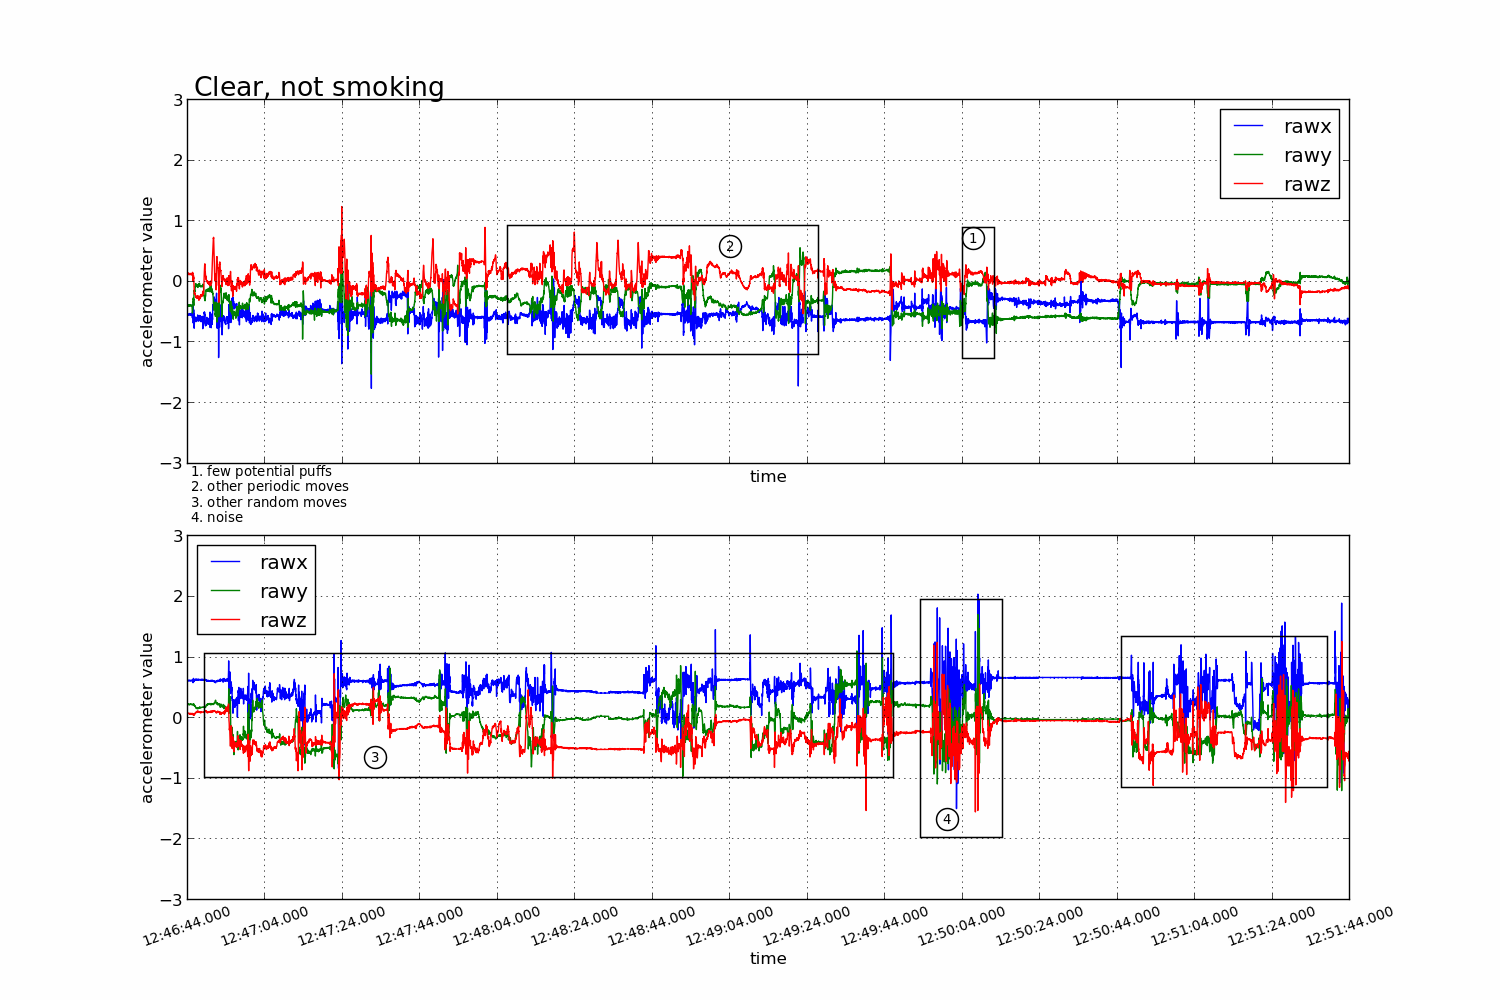 Clear, not smoking
3
2
1
0
−1
−2
−3
accelerometer value
rawx
rawy
rawz
2
1
time
1. few potential puffs
2. other periodic moves
3. other random moves
4. noise
3
2
1
0
−1
−2
−3
accelerometer value
rawx
rawy
rawz
3
4
12:46:44.000
12:47:04.000
12:47:24.000
12:47:44.000
12:48:04.000
12:48:24.000
12:48:44.000
12:49:04.000
12:49:24.000
12:49:44.000
12:50:04.000
12:50:24.000
12:50:44.000
12:51:04.000
12:51:24.000
12:51:44.000
time